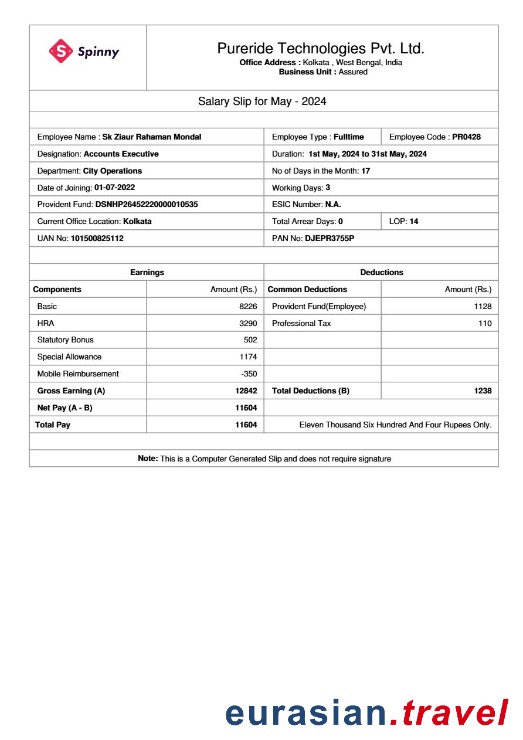 S Spinny
Pureride Technologies Pvt. Ltd.
Office Address : Kolkata , West Bengal, India
Business Unit : Assured
Salary Slip for May - 2024
Employee Name : Sk Ziaur Rahaman Mondal Employee Type : Fulltime Employee Code : PR0428
Designation: Accounts Executive Duration: 1st May, 2024 to 31st May, 2024
Department: City Operations No of Days in the Month: 17
Date of Joining: 01-07-2022 Working Days: 3
Provident Fund: DSNHP26452220000010535 ESIC Number: N.A.
Current Office Location: Kolkata Total Arrear Days: 0 LOP: 14
UAN No: 101500825112 PAN No: DJEPR3755P
Earnings Deductions
Components Amount (Rs.) Common Deductions Amount (Rs.)
Basic 8226 Provident Fund(Employee) 1128
HRA 3290 Professional Tax 110
Statutory Bonus 502
Special Allowance 1174
Mobile Reimbursement -350
Gross Earning (A) 12842 Total Deductions (B) 1238
Net Pay (A - B) 11604
Total Pay 11604 Eleven Thousand Six Hundred And Four Rupees Only.
Note: This is a Computer Generated Slip and does not require signature
eurasian.travel